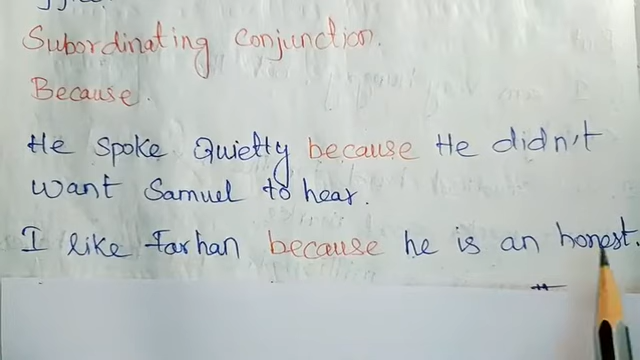 Subordinating conjunction.
Because.
He spoke Quietly because He didn't
want Samuel to hear.
I like Farhan because he is an honest.